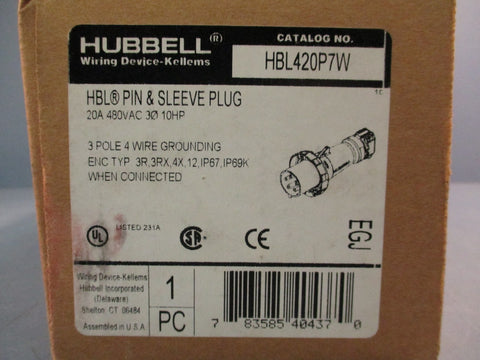 HUBBELL (R)
Wiring Device-Kellems
CATALOG NO.
HBL420P7W
HBL® PIN & SLEEVE PLUG
20A 480VAC 3Ø 10HP
3 POLE 4 WIRE GROUNDING
ENC TYP 3R,3RX,4X,12,IP67,IP69K
WHEN CONNECTED
UL LISTED 231A
SA
CE
EGJ
Wiring Device-Kellems
Hubbell Incorporated
(Delaware)
Shelton CT 06484
Assembled in U.S.A
1
PC
7 83585 40437 0